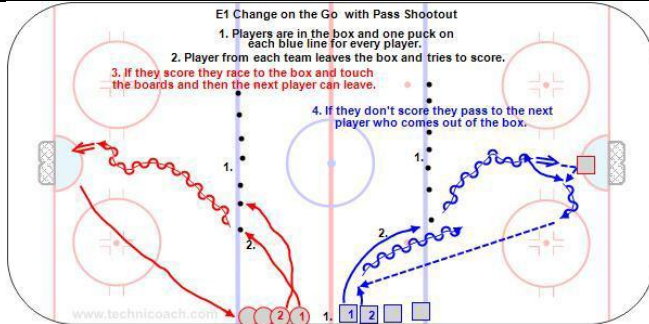 E1 Change on the Go with Pass Shootout
1. Players are in the box and one puck on
each blue line for every player.
2. Player from each team leaves the box and tries to score.
3. If they score they race to the box and touch
the boards and then the next player can leave.
4. If they don't score they pass to the next
player who comes out of the box.
1.
1.
2.
2.
www.technicoach.com
2
1
1.
1
2